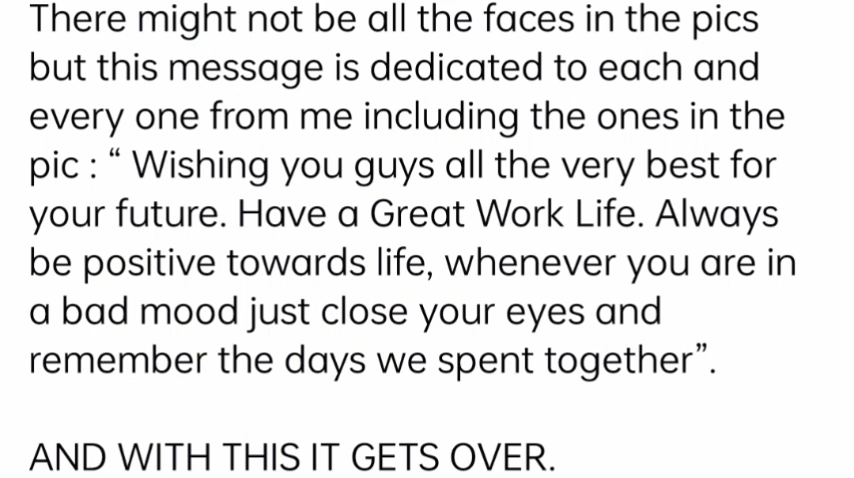 There might not be all the faces in the pics
but this message is dedicated to each and
every one from me including the ones in the
pic : “ Wishing you guys all the very best for
your future. Have a Great Work Life. Always
be positive towards life, whenever you are in
a bad mood just close your eyes and
remember the days we spent together”.
AND WITH THIS IT GETS OVER.